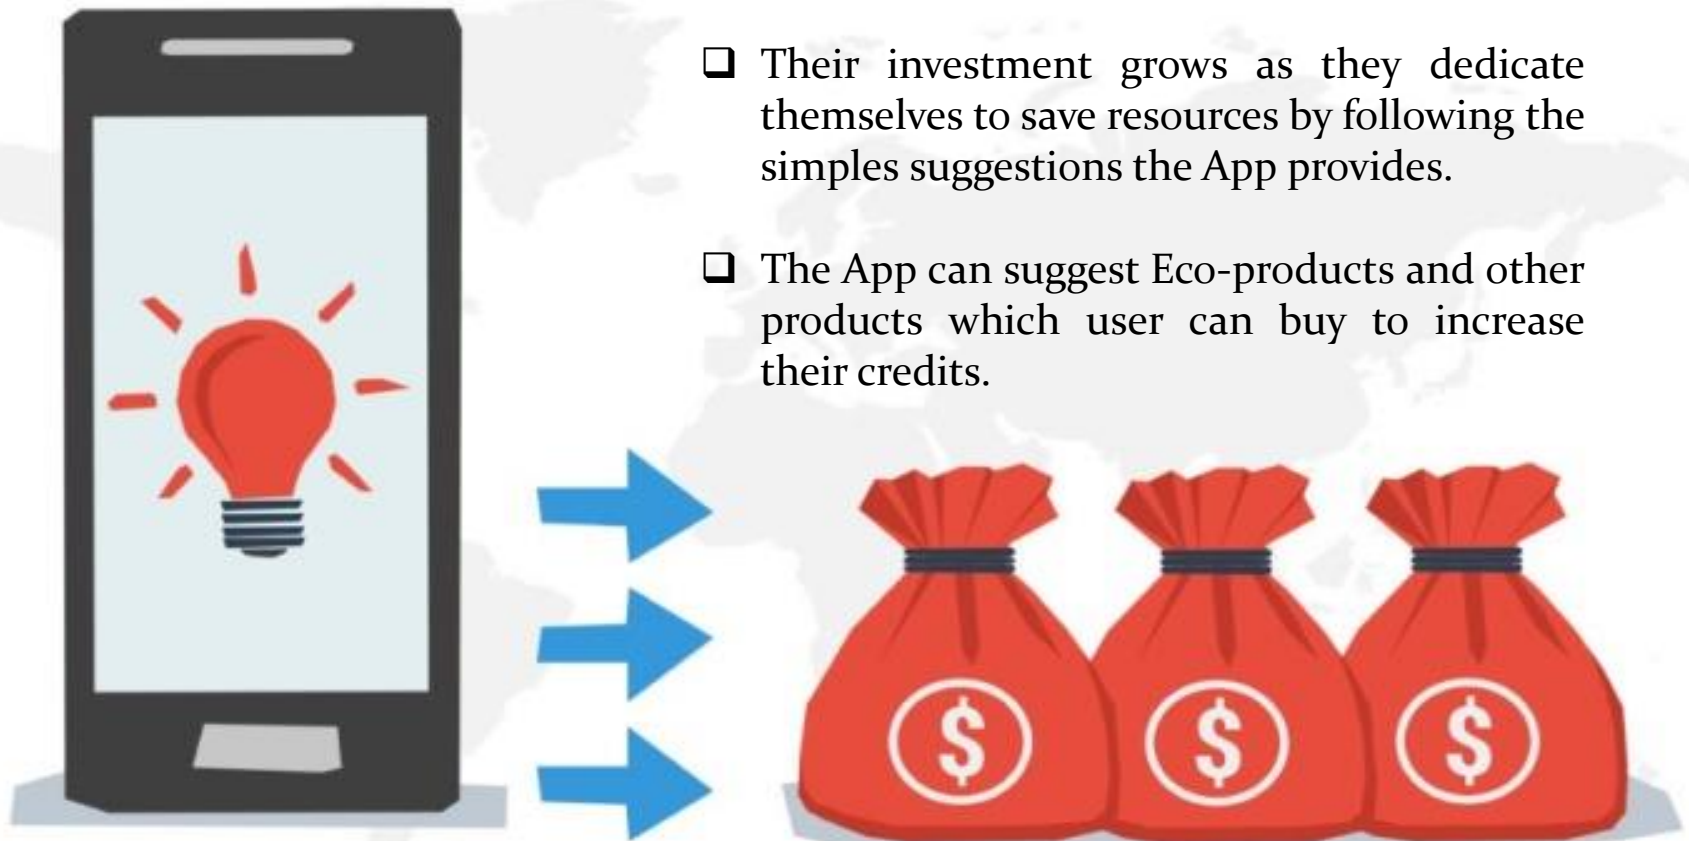 ❑ Their investment grows as they dedicate
themselves to save resources by following the
simples suggestions the App provides.
❑ The App can suggest Eco-products and other
products which user can buy to increase
their credits.
$ $ $